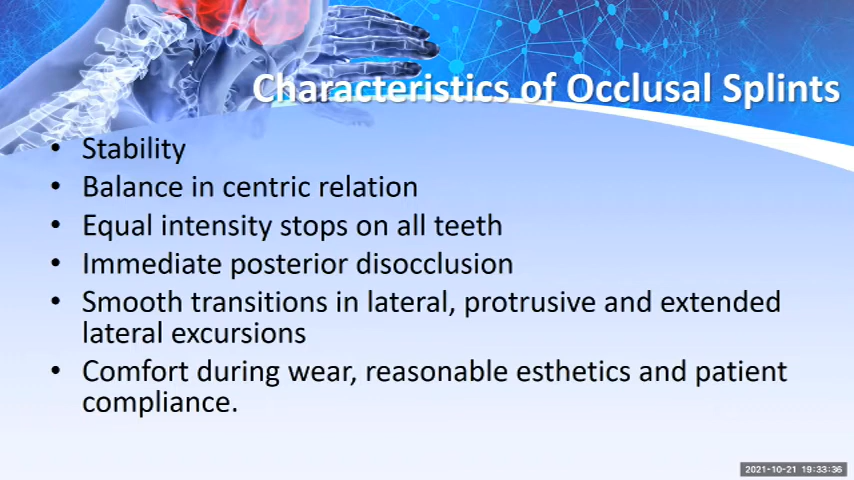 Characteristics of Occlusal Splints
• Stability
• Balance in centric relation
• Equal intensity stops on all teeth
• Immediate posterior disocclusion
• Smooth transitions in lateral, protrusive and extended
lateral excursions
• Comfort during wear, reasonable esthetics and patient
compliance.
2021-10-21 19:33:36